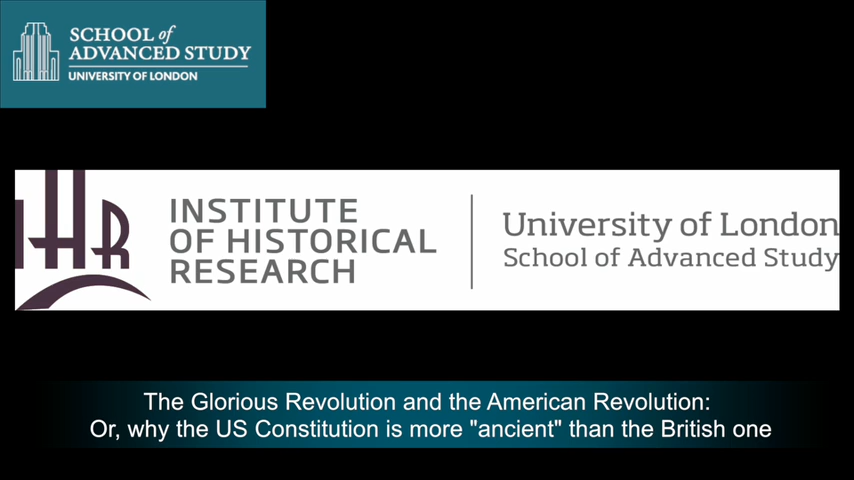 SCHOOL of
ADVANCED STUDY
UNIVERSITY OF LONDON
IHR
INSTITUTE
OF HISTORICAL
RESEARCH
University of London
School of Advanced Study
The Glorious Revolution and the American Revolution:
Or, why the US Constitution is more "ancient" than the British one